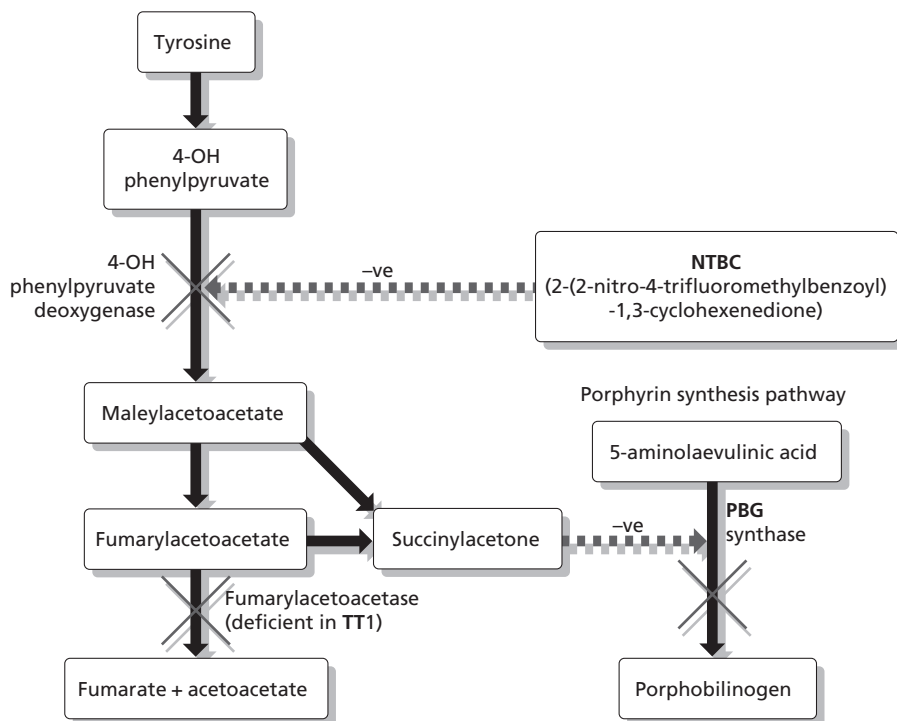 Tyrosine
4-OH
phenylpyruvate
4-OH
phenylpyruvate
deoxygenase
–ve
NTBC
(2-(2-nitro-4-trifluoromethylbenzoyl)
-1,3-cyclohexenedione)
Maleylacetoacetate
Porphyrin synthesis pathway
5-aminolaevulinic acid
Fumarylacetoacetate
Succinylacetone
–ve
PBG
synthase
Fumarylacetoacetase
(deficient in TT1)
Fumarate + acetoacetate
Porphobilinogen